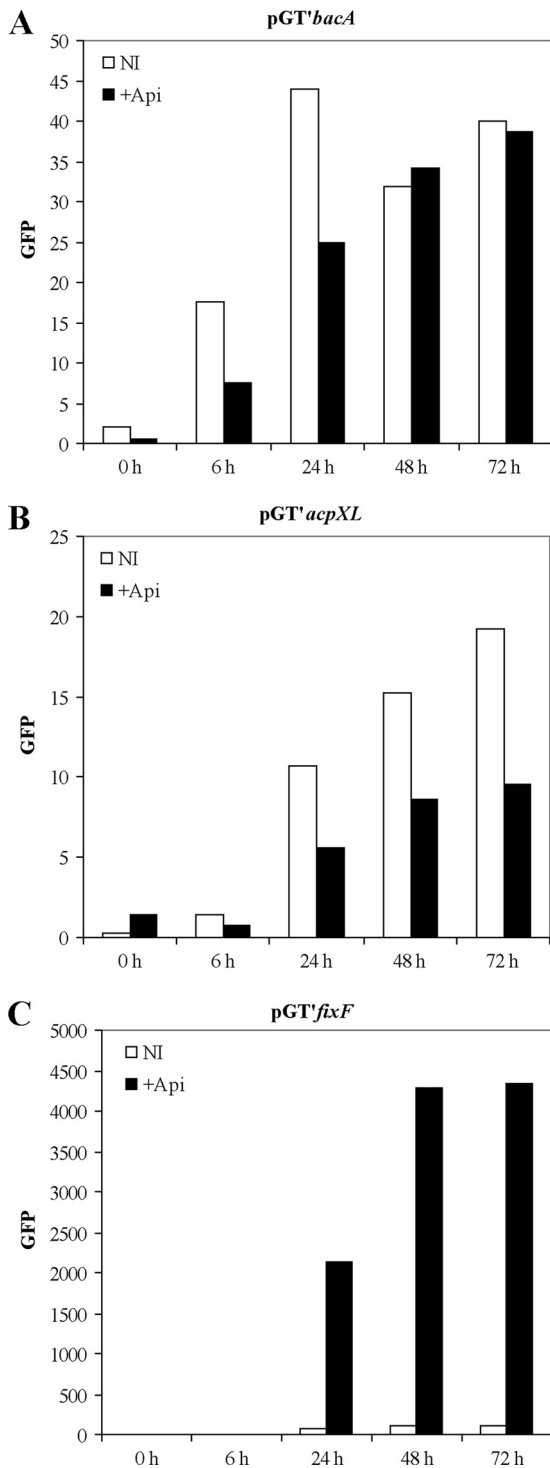 A
pGT'bacA
50
45
40
35
30
25
20
15
10
5
0
GFP
NI
+Api
0 h 6 h 24 h 48 h 72 h
B
pGT'acpXL
25
20
15
10
5
0
GFP
NI
+Api
0 h 6 h 24 h 48 h 72 h
C
pGT'fixF
5000
4500
4000
3500
3000
2500
2000
1500
1000
500
0
GFP
NI
+Api
0 h 6 h 24 h 48 h 72 h